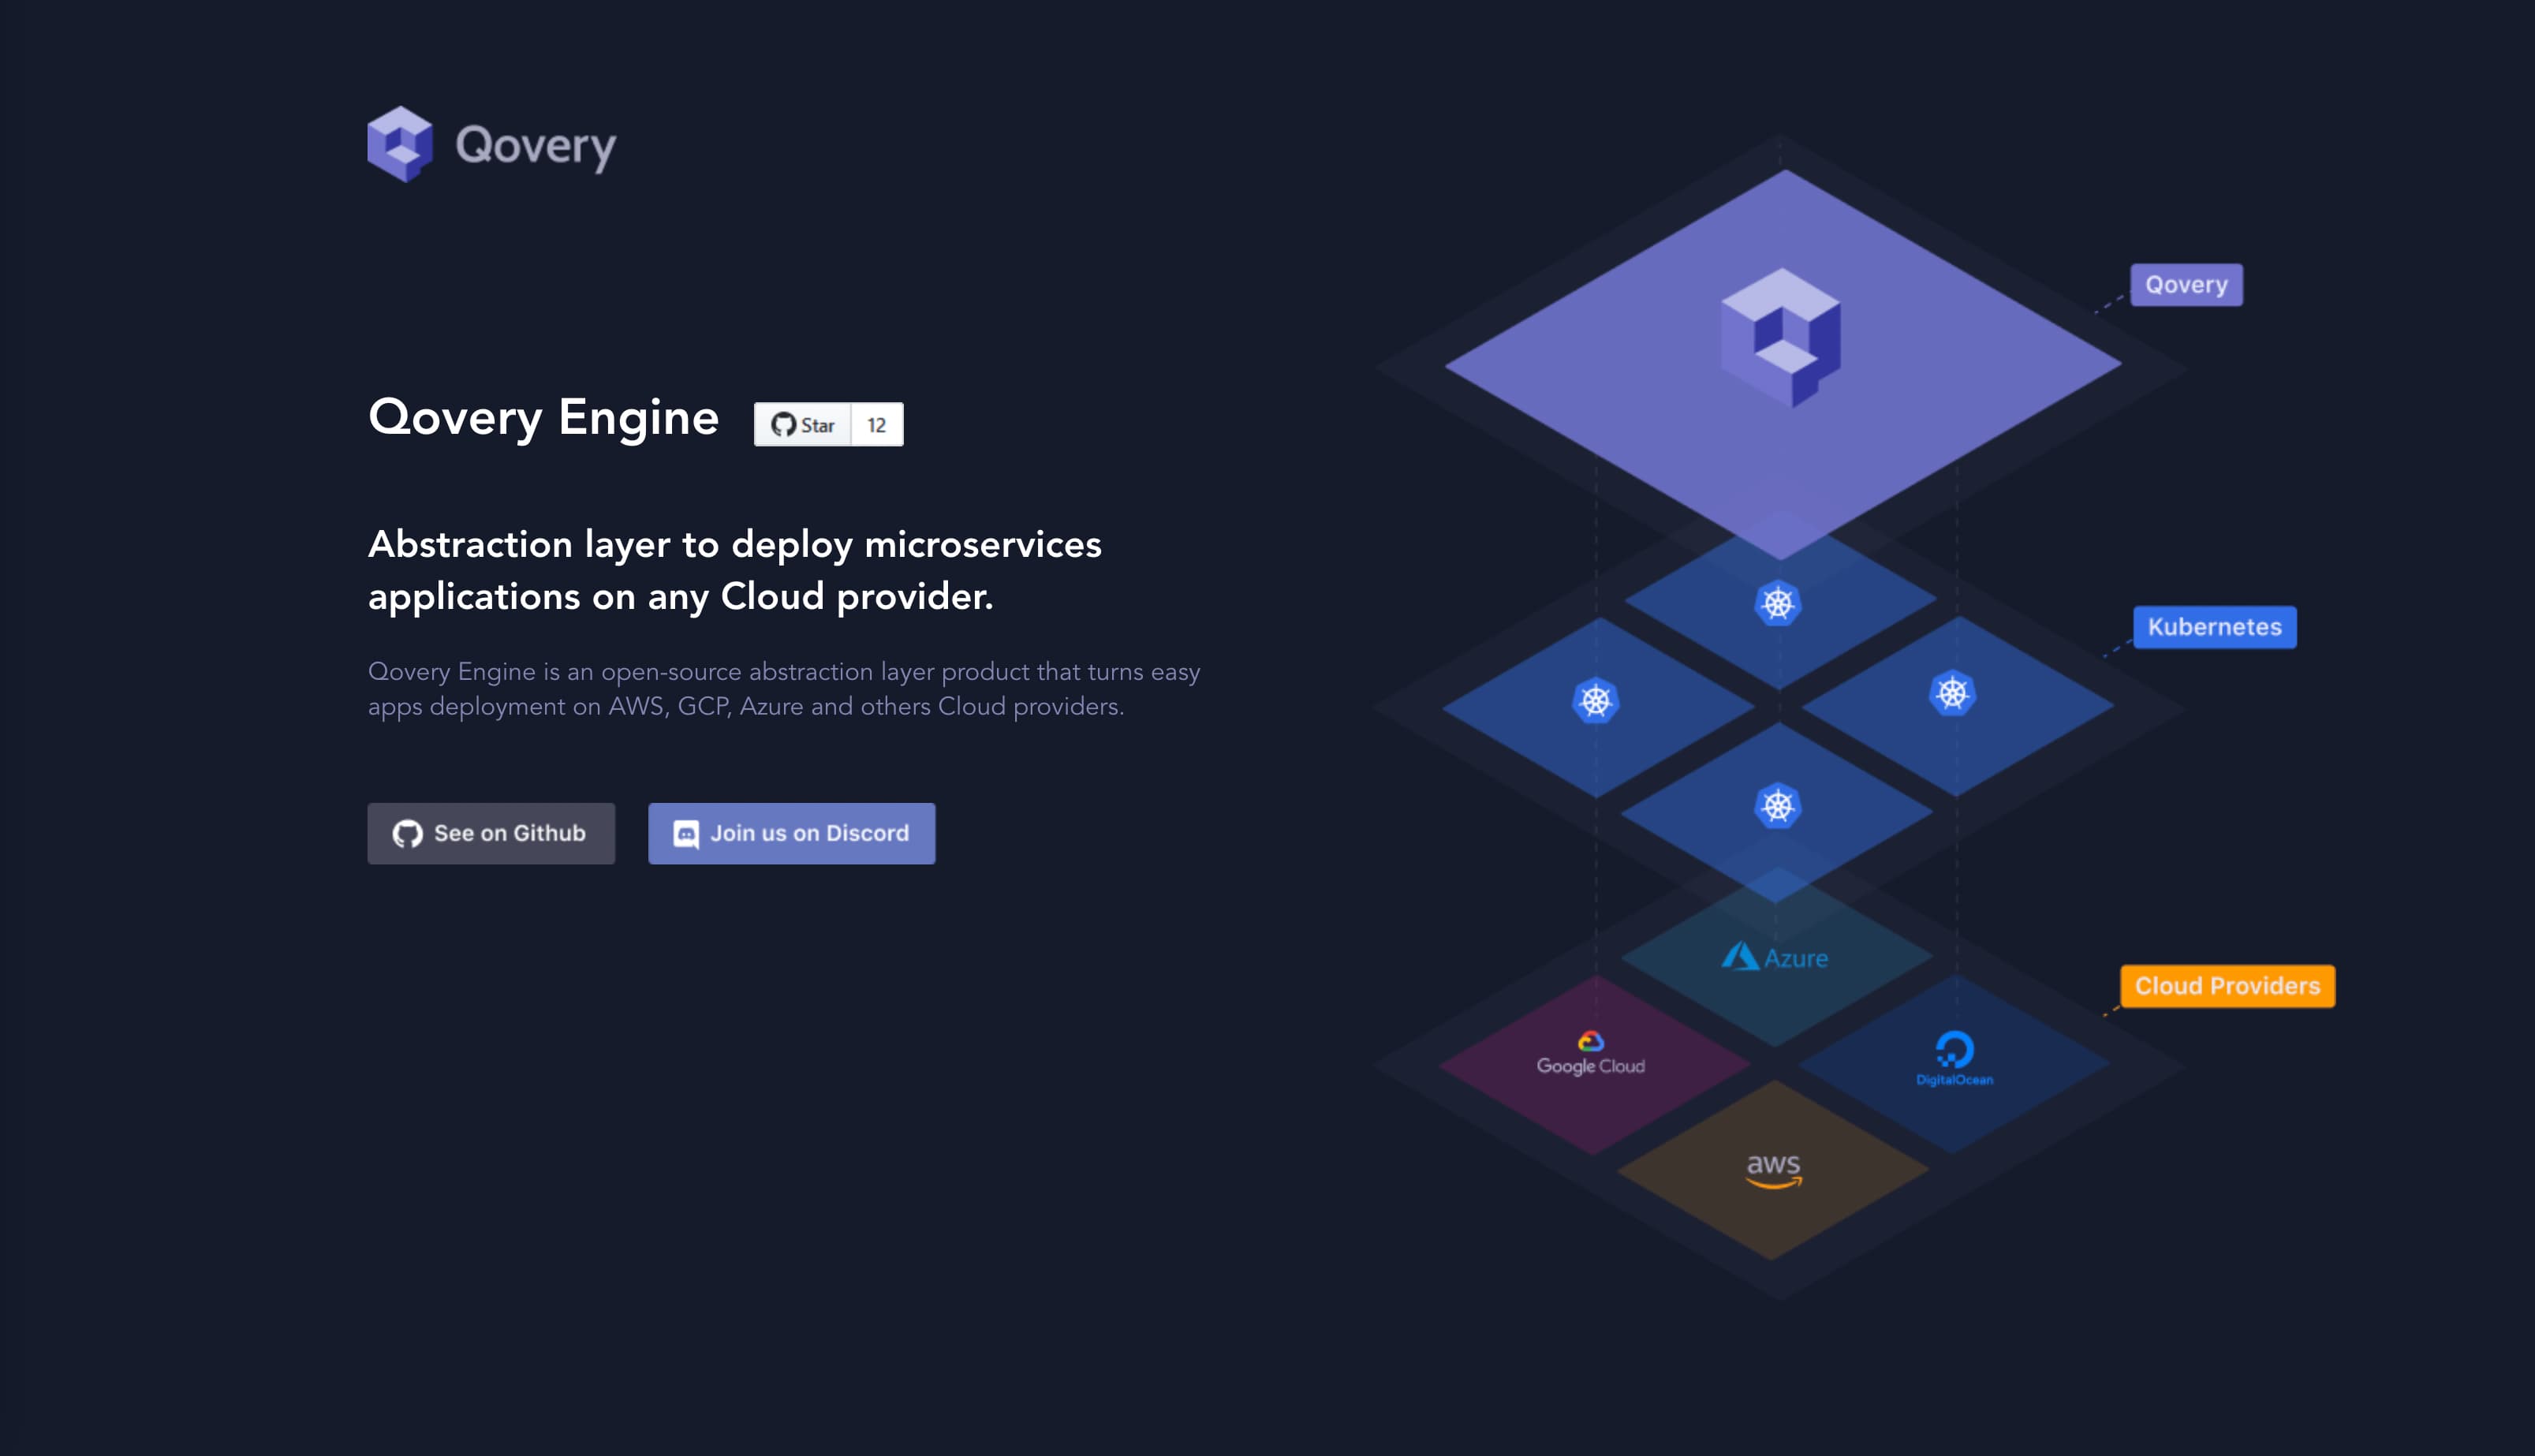 Qovery
Qovery Engine
Star 12
Abstraction layer to deploy microservices
applications on any Cloud provider.
Qovery Engine is an open-source abstraction layer product that turns easy
apps deployment on AWS, GCP, Azure and others Cloud providers.
See on Github
Join us on Discord
Qovery
Kubernetes
Cloud Providers
Azure
Google Cloud
DigitalOcean
aws